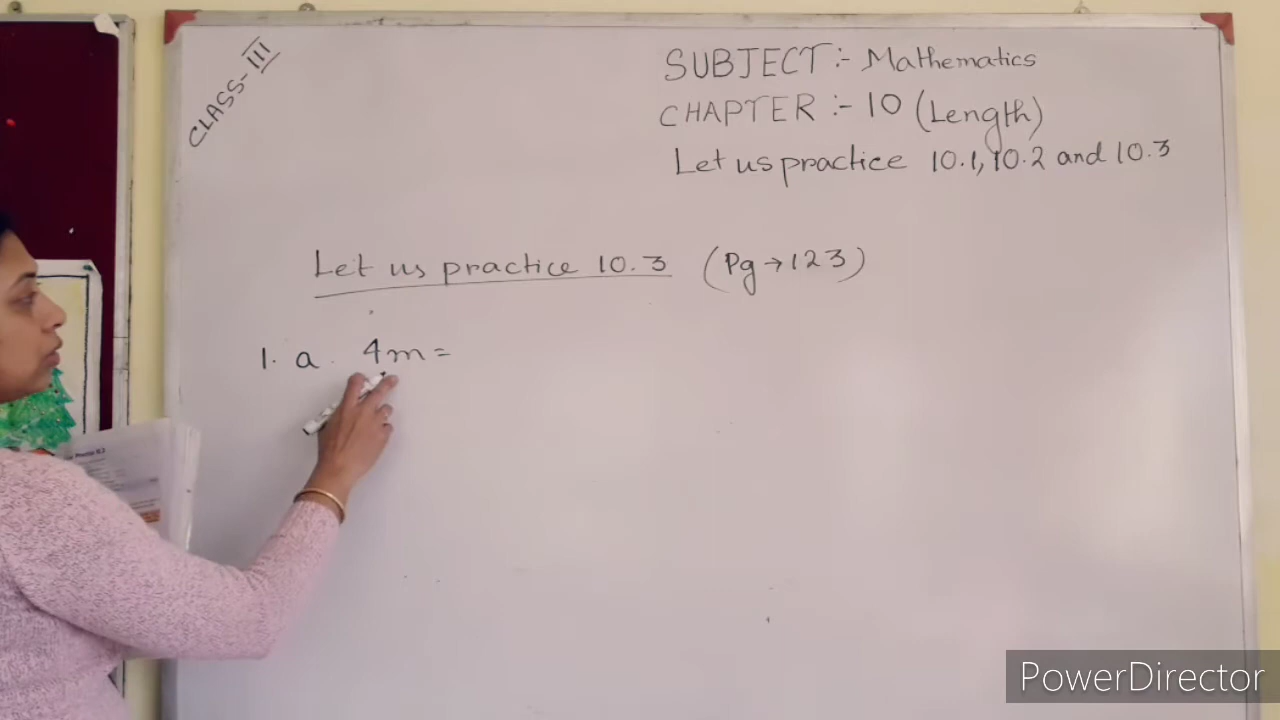 CLASS- III
SUBJECT :- Mathematics
CHAPTER :- 10 (Length)
Let us practice 10.1, 10.2 and 10.3
Let us practice 10.3 (Pg → 123)
1. a. 4m =
PowerDirector